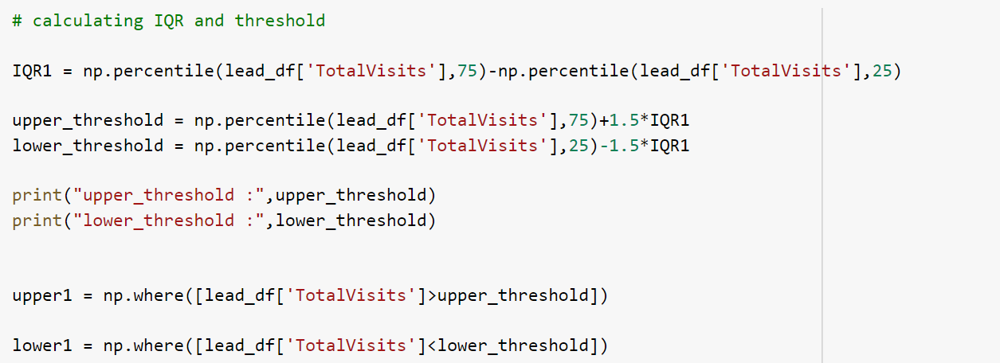 # calculating IQR and threshold
IQR1 = np.percentile(lead_df['TotalVisits'],75)-np.percentile(lead_df['TotalVisits'],25)
upper_threshold = np.percentile(lead_df['TotalVisits'],75)+1.5*IQR1
lower_threshold = np.percentile(lead_df['TotalVisits'],25)-1.5*IQR1
print("upper_threshold :",upper_threshold)
print("lower_threshold :",lower_threshold)
upper1 = np.where([lead_df['TotalVisits']>upper_threshold])
lower1 = np.where([lead_df['TotalVisits']<lower_threshold])